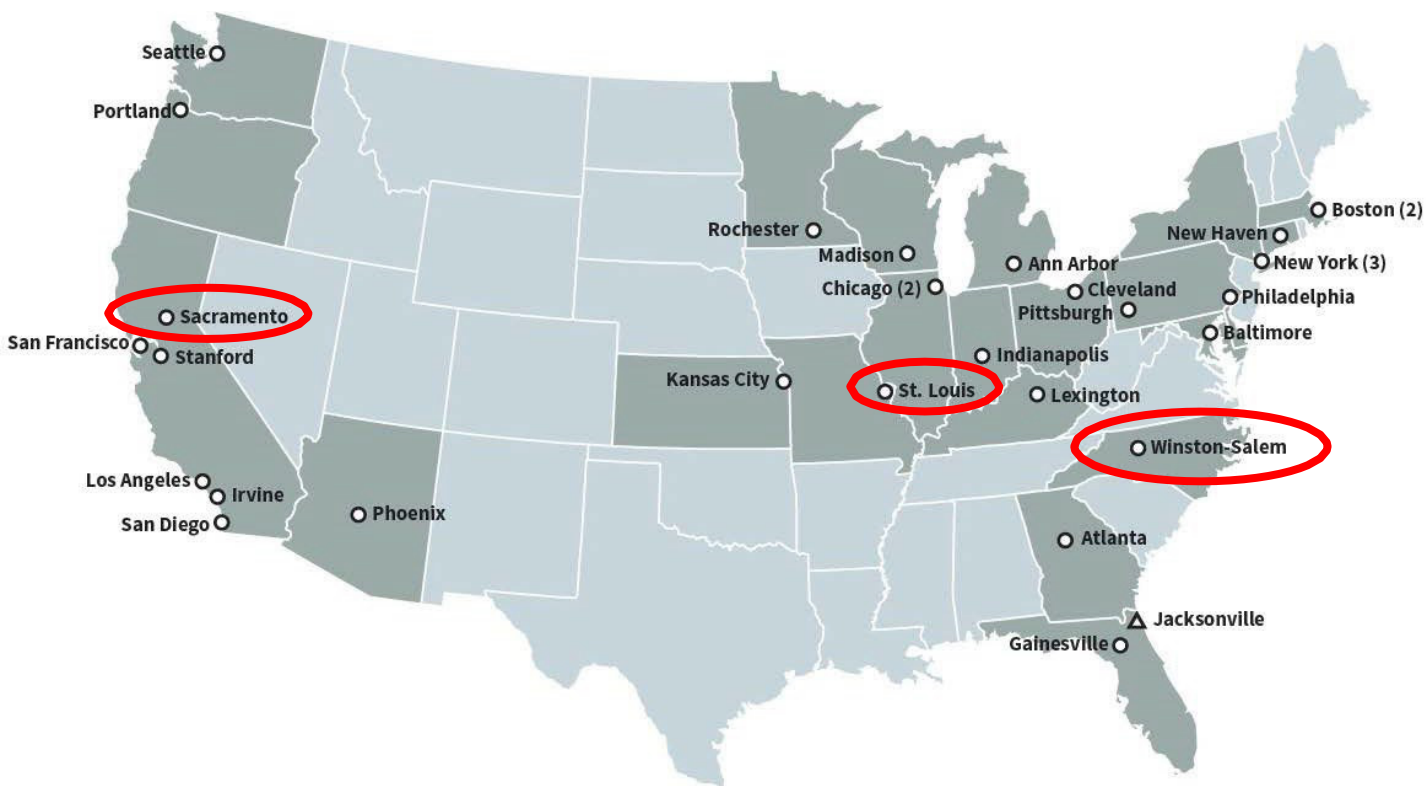 Seattle
Portland
Boston (2)
Rochester
New Haven
Madison
Ann Arbor
New York (3)
Chicago (2)
Cleveland
Philadelphia
Pittsburgh
Sacramento
Baltimore
San Francisco
Stanford
Indianapolis
Kansas City
St. Louis
Lexington
Winston-Salem
Los Angeles
Irvine
Phoenix
San Diego
Atlanta
Jacksonville
Gainesville